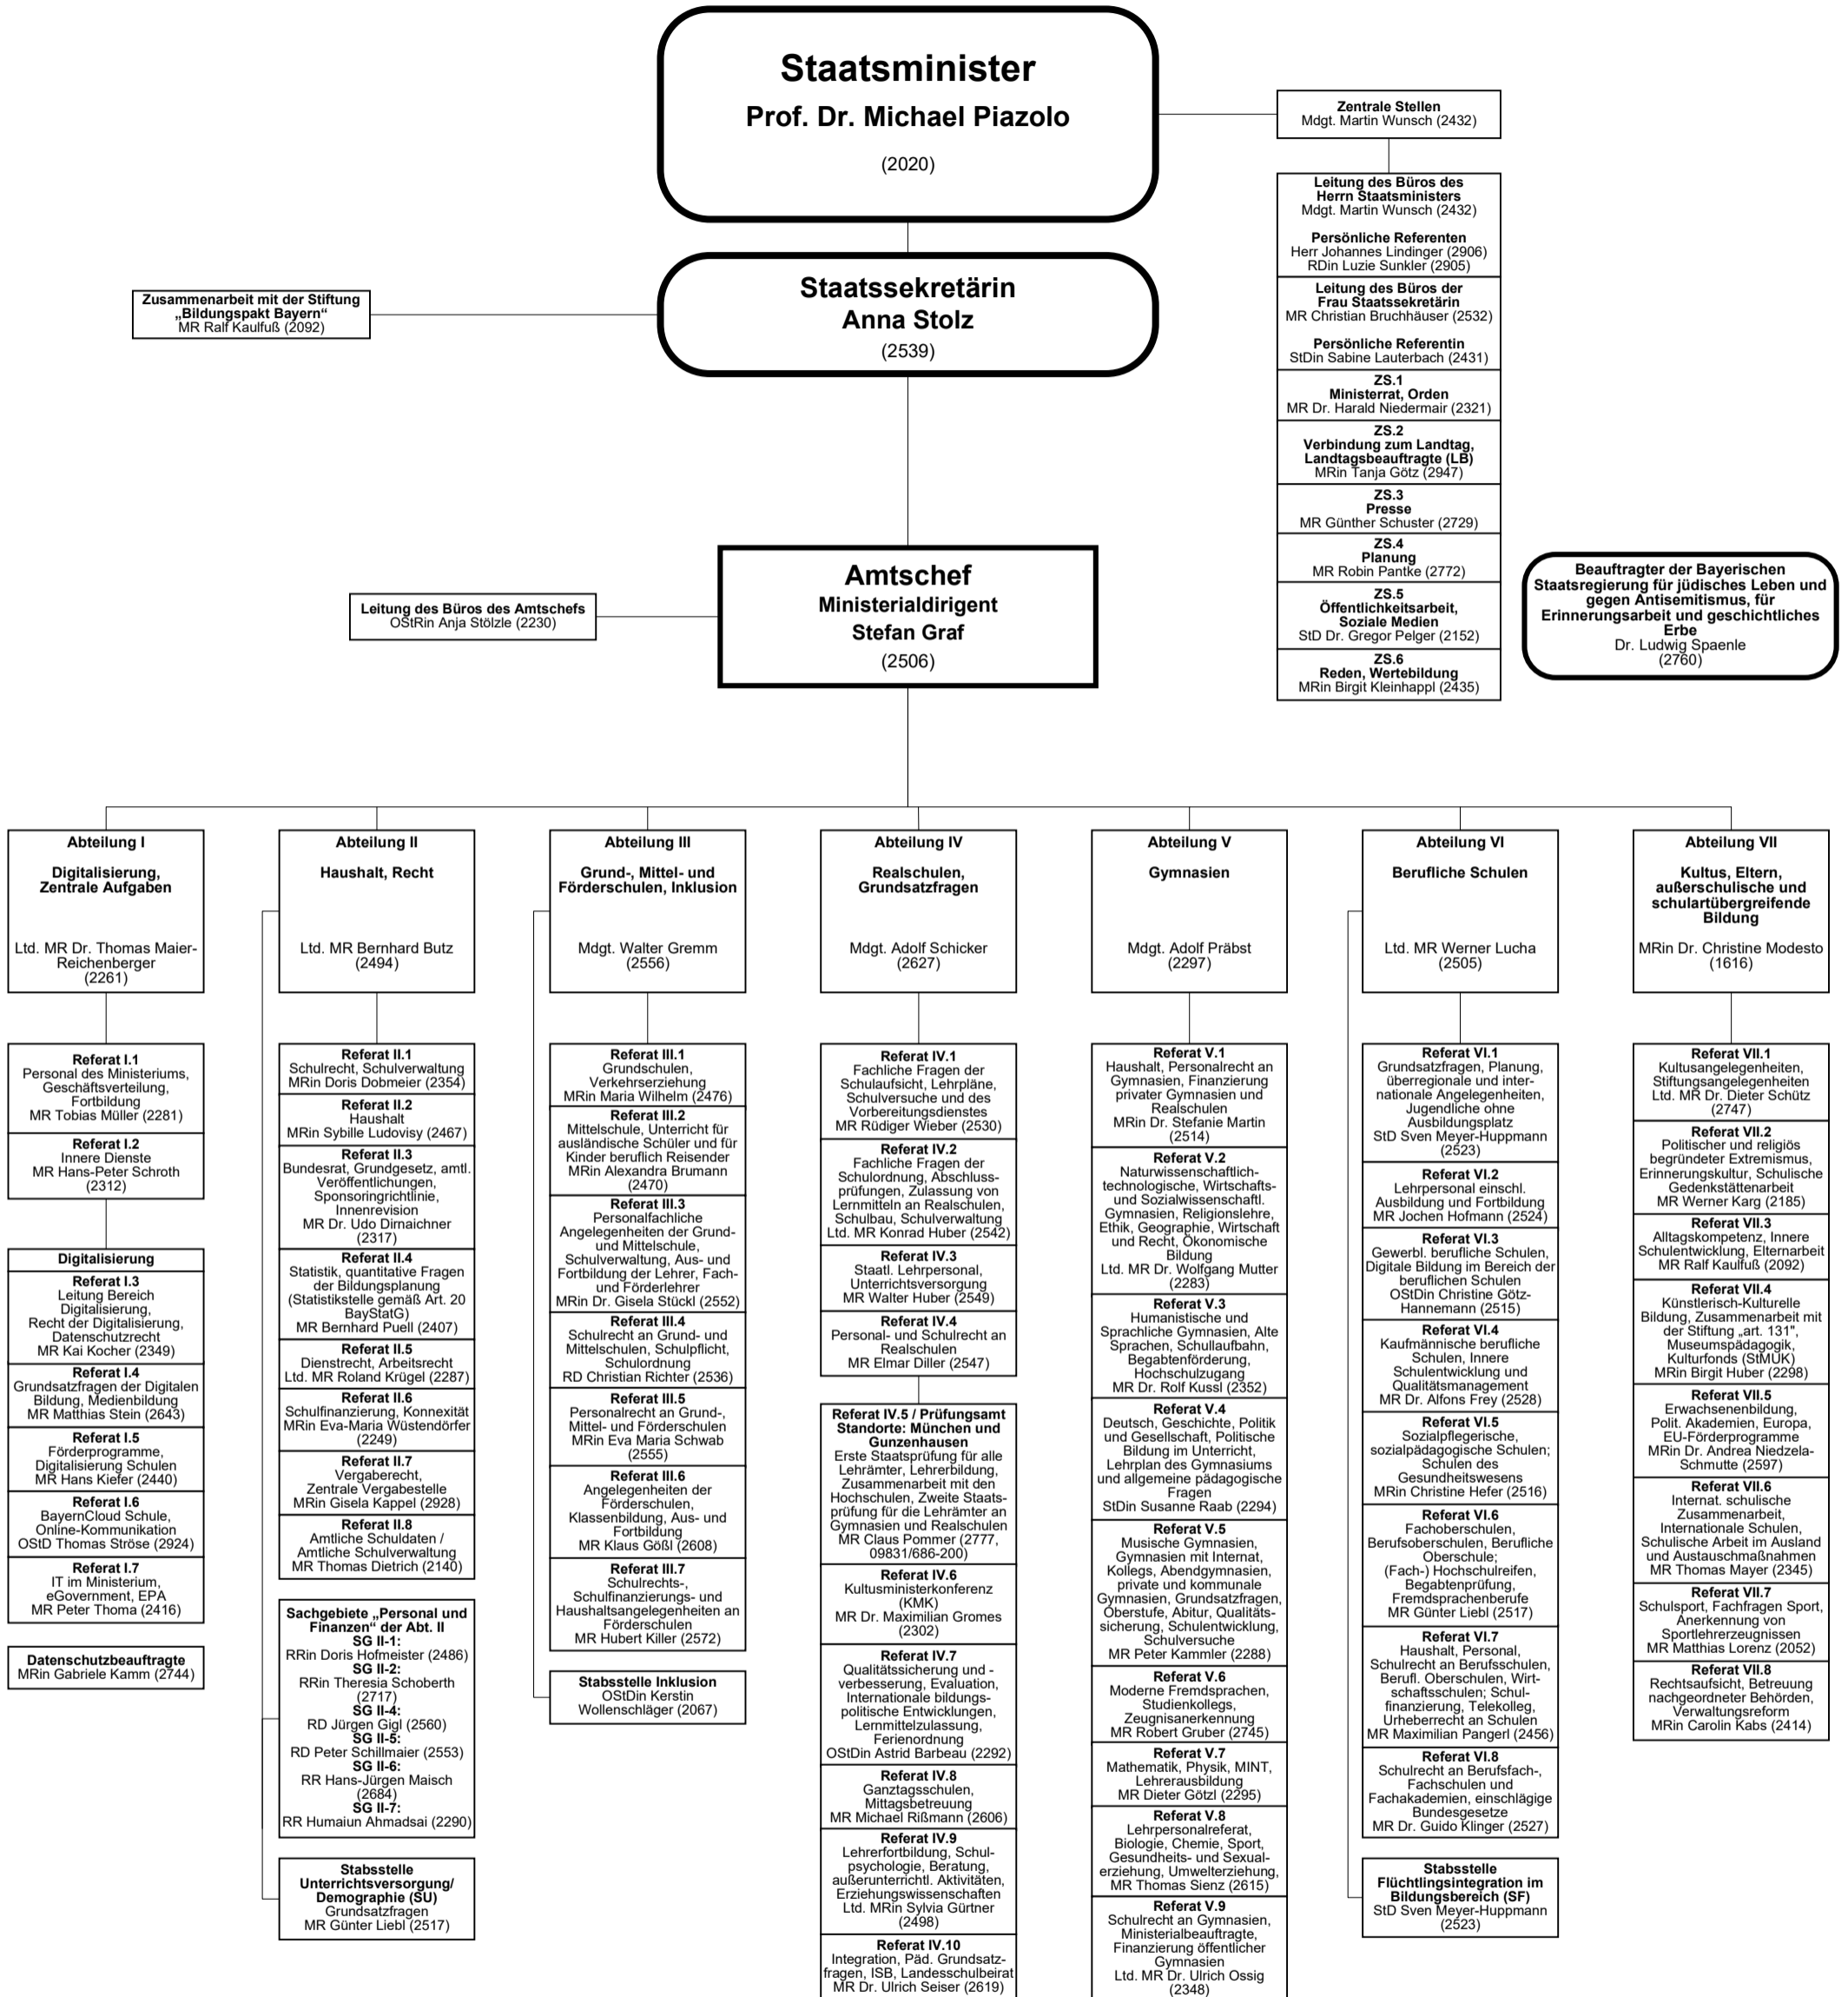 Staatsminister
Prof. Dr. Michael Piazolo
(2020)
Zentrale Stellen
Mdgt. Martin Wunsch (2432)
Leitung des Büros des
Herrn Staatsministers
Mdgt. Martin Wunsch (2432)
Persönliche Referenten
Herr Johannes Lindinger (2906)
RDin Luzie Sunkler (2905)
Leitung des Büros der
Frau Staatssekretärin
MR Christian Bruchhäuser (2532)
Persönliche Referentin
StDin Sabine Lauterbach (2431)
ZS.1
Ministerrat, Orden
MR Dr. Harald Niedermair (2321)
ZS.2
Verbindung zum Landtag,
Landtagsbeauftragte (LB)
MRin Tanja Götz (2947)
ZS.3
Presse
MR Günther Schuster (2729)
ZS.4
Planung
MR Robin Pantke (2772)
ZS.5
Öffentlichkeitsarbeit,
Soziale Medien
StD Dr. Gregor Pelger (2152)
ZS.6
Reden, Wertebildung
MRin Birgit Kleinhappl (2435)
Staatssekretärin
Anna Stolz
(2539)
Zusammenarbeit mit der Stiftung
„Bildungspakt Bayern“
MR Ralf Kaulfuß (2092)
Amtschef
Ministerialdirigent
Stefan Graf
(2506)
Leitung des Büros des Amtschefs
OStRin Anja Stölzle (2230)
Beauftragter der Bayerischen
Staatsregierung für jüdisches Leben und
gegen Antisemitismus, für
Erinnerungsarbeit und geschichtliches
Erbe
Dr. Ludwig Spaenle
(2760)
Abteilung I
Digitalisierung,
Zentrale Aufgaben
Ltd. MR Dr. Thomas Maier-
Reichenberger
(2261)
Referat I.1
Personal des Ministeriums,
Geschäftsverteilung,
Fortbildung
MR Tobias Müller (2281)
Referat I.2
Innere Dienste
MR Hans-Peter Schroth
(2312)
Digitalisierung
Referat I.3
Leitung Bereich
Digitalisierung,
Recht der Digitalisierung,
Datenschutzrecht
MR Kai Kocher (2349)
Referat I.4
Grundsatzfragen der Digitalen
Bildung, Medienbildung
MR Matthias Stein (2643)
Referat I.5
Förderprogramme,
Digitalisierung Schulen
MR Hans Kiefer (2440)
Referat I.6
BayernCloud Schule,
Online-Kommunikation
OStD Thomas Ströse (2924)
Referat I.7
IT im Ministerium,
eGovernment, EPA
MR Peter Thoma (2416)
Datenschutzbeauftragte
MRin Gabriele Kamm (2744)
Abteilung II
Haushalt, Recht
Ltd. MR Bernhard Butz
(2494)
Referat II.1
Schulrecht, Schulverwaltung
MRin Doris Dobmeier (2354)
Referat II.2
Haushalt
MRin Sybille Ludovisy (2467)
Referat II.3
Bundesrat, Grundgesetz, amtl.
Veröffentlichungen,
Sponsoringrichtlinie,
Innenrevision
MR Dr. Udo Dirnaichner
(2317)
Referat II.4
Statistik, quantitative Fragen
der Bildungsplanung
(Statistikstelle gemäß Art. 20
BayStatG)
MR Bernhard Puell (2407)
Referat II.5
Dienstrecht, Arbeitsrecht
Ltd. MR Roland Krügel (2287)
Referat II.6
Schulfinanzierung, Konnexität
MRin Eva-Maria Wüstendörfer
(2249)
Referat II.7
Vergaberecht,
Zentrale Vergabestelle
MRin Gisela Kappel (2928)
Referat II.8
Amtliche Schuldaten /
Amtliche Schulverwaltung
MR Thomas Dietrich (2140)
Sachgebiete „Personal und
Finanzen“ der Abt. II
SG II-1:
RRin Doris Hofmeister (2486)
SG II-2:
RRin Theresia Schoberth
(2717)
SG II-4:
RD Jürgen Gigl (2560)
SG II-5:
RD Peter Schillmaier (2553)
SG II-6:
RR Hans-Jürgen Maisch
(2684)
SG II-7:
RR Humaiun Ahmadsai (2290)
Stabsstelle
Unterrichtsversorgung/
Demographie (SU)
Grundsatzfragen
MR Günter Liebl (2517)
Abteilung III
Grund-, Mittel- und
Förderschulen, Inklusion
Mdgt. Walter Gremm
(2556)
Referat III.1
Grundschulen,
Verkehrserziehung
MRin Maria Wilhelm (2476)
Referat III.2
Mittelschule, Unterricht für
ausländische Schüler und für
Kinder beruflich Reisender
MRin Alexandra Brumann
(2470)
Referat III.3
Personalfachliche
Angelegenheiten der Grund-
und Mittelschule,
Schulverwaltung, Aus- und
Fortbildung der Lehrer, Fach-
und Förderlehrer
MRin Dr. Gisela Stückl (2552)
Referat III.4
Schulrecht an Grund- und
Mittelschulen, Schulpflicht,
Schulordnung
RD Christian Richter (2536)
Referat III.5
Personalrecht an Grund-,
Mittel- und Förderschulen
MRin Eva Maria Schwab
(2555)
Referat III.6
Angelegenheiten der
Förderschulen,
Klassenbildung, Aus- und
Fortbildung
MR Klaus Gößl (2608)
Referat III.7
Schulrechts-,
Schulfinanzierungs- und
Haushaltsangelegenheiten an
Förderschulen
MR Hubert Killer (2572)
Stabsstelle Inklusion
OStDin Kerstin
Wollenschläger (2067)
Abteilung IV
Realschulen,
Grundsatzfragen
Mdgt. Adolf Schicker
(2627)
Referat IV.1
Fachliche Fragen der
Schulaufsicht, Lehrpläne,
Schulversuche und des
Vorbereitungsdienstes
MR Rüdiger Wieber (2530)
Referat IV.2
Fachliche Fragen der
Schulordnung, Abschluss-
prüfungen, Zulassung von
Lernmitteln an Realschulen,
Schulbau, Schulverwaltung
Ltd. MR Konrad Huber (2542)
Referat IV.3
Staatl. Lehrpersonal,
Unterrichtsversorgung
MR Walter Huber (2549)
Referat IV.4
Personal- und Schulrecht an
Realschulen
MR Elmar Diller (2547)
Referat IV.5 / Prüfungsamt
Standorte: München und
Gunzenhausen
Erste Staatsprüfung für alle
Lehrämter, Lehrerbildung,
Zusammenarbeit mit den
Hochschulen, Zweite Staats-
prüfung für die Lehrämter an
Gymnasien und Realschulen
MR Claus Pommer (2777,
09831/686-200)
Referat IV.6
Kultusministerkonferenz
(KMK)
MR Dr. Maximilian Gromes
(2302)
Referat IV.7
Qualitätssicherung und -
verbesserung, Evaluation,
Internationale bildungs-
politische Entwicklungen,
Lernmittelzulassung,
Ferienordnung
OStDin Astrid Barbeau (2292)
Referat IV.8
Ganztagsschulen,
Mittagsbetreuung
MR Michael Rißmann (2606)
Referat IV.9
Lehrerfortbildung, Schul-
psychologie, Beratung,
außerunterrichtl. Aktivitäten,
Erziehungswissenschaften
Ltd. MRin Sylvia Gürtner
(2498)
Referat IV.10
Integration, Päd. Grundsatz-
fragen, ISB, Landesschulbeirat
MR Dr. Ulrich Seiser (2619)
Abteilung V
Gymnasien
Mdgt. Adolf Präbst
(2297)
Referat V.1
Haushalt, Personalrecht an
Gymnasien, Finanzierung
privater Gymnasien und
Realschulen
MRin Dr. Stefanie Martin
(2514)
Referat V.2
Naturwissenschaftlich-
technologische, Wirtschafts-
und Sozialwissenschaftl.
Gymnasien, Religionslehre,
Ethik, Geographie, Wirtschaft
und Recht, Ökonomische
Bildung
Ltd. MR Dr. Wolfgang Mutter
(2283)
Referat V.3
Humanistische und
Sprachliche Gymnasien, Alte
Sprachen, Schullaufbahn,
Begabtenförderung,
Hochschulzugang
MR Dr. Rolf Kussl (2352)
Referat V.4
Deutsch, Geschichte, Politik
und Gesellschaft, Politische
Bildung im Unterricht,
Lehrplan des Gymnasiums
und allgemeine pädagogische
Fragen
StDin Susanne Raab (2294)
Referat V.5
Musische Gymnasien,
Gymnasien mit Internat,
Kollegs, Abendgymnasien,
private und kommunale
Gymnasien, Grundsatzfragen,
Oberstufe, Abitur, Qualitäts-
sicherung, Schulentwicklung,
Schulversuche
MR Peter Kammler (2288)
Referat V.6
Moderne Fremdsprachen,
Studienkollegs,
Zeugnisanerkennung
MR Robert Gruber (2745)
Referat V.7
Mathematik, Physik, MINT,
Lehrerausbildung
MR Dieter Götzl (2295)
Referat V.8
Lehrpersonalreferat,
Biologie, Chemie, Sport,
Gesundheits- und Sexual-
erziehung, Umwelterziehung,
MR Thomas Sienz (2615)
Referat V.9
Schulrecht an Gymnasien,
Ministerialbeauftragte,
Finanzierung öffentlicher
Gymnasien
Ltd. MR Dr. Ulrich Ossig
(2348)
Abteilung VI
Berufliche Schulen
Ltd. MR Werner Lucha
(2505)
Referat VI.1
Grundsatzfragen, Planung,
überregionale und inter-
nationale Angelegenheiten,
Jugendliche ohne
Ausbildungsplatz
StD Sven Meyer-Huppmann
(2523)
Referat VI.2
Lehrpersonal einschl.
Ausbildung und Fortbildung
MR Jochen Hofmann (2524)
Referat VI.3
Gewerbl. berufliche Schulen,
Digitale Bildung im Bereich der
beruflichen Schulen
OStDin Christine Götz-
Hannemann (2515)
Referat VI.4
Kaufmännische berufliche
Schulen, Innere
Schulentwicklung und
Qualitätsmanagement
MR Dr. Alfons Frey (2528)
Referat VI.5
Sozialpflegerische,
sozialpädagogische Schulen;
Schulen des
Gesundheitswesens
MRin Christine Hefer (2516)
Referat VI.6
Fachoberschulen,
Berufsoberschulen, Berufliche
Oberschule;
(Fach-) Hochschulreifen,
Begabtenprüfung,
Fremdsprachenberufe
MR Günter Liebl (2517)
Referat VI.7
Haushalt, Personal,
Schulrecht an Berufsschulen,
Berufl. Oberschulen, Wirt-
schaftsschulen; Schul-
finanzierung, Telekolleg,
Urheberrecht an Schulen
MR Maximilian Pangerl (2456)
Referat VI.8
Schulrecht an Berufsfach-,
Fachschulen und
Fachakademien, einschlägige
Bundesgesetze
MR Dr. Guido Klinger (2527)
Stabsstelle
Flüchtlingsintegration im
Bildungsbereich (SF)
StD Sven Meyer-Huppmann
(2523)
Abteilung VII
Kultus, Eltern,
außerschulische und
schulartübergreifende
Bildung
MRin Dr. Christine Modesto
(1616)
Referat VII.1
Kultusangelegenheiten,
Stiftungsangelegenheiten
Ltd. MR Dr. Dieter Schütz
(2747)
Referat VII.2
Politischer und religiös
begründeter Extremismus,
Erinnerungskultur, Schulische
Gedenkstättenarbeit
MR Werner Karg (2185)
Referat VII.3
Alltagskompetenz, Innere
Schulentwicklung, Elternarbeit
MR Ralf Kaulfuß (2092)
Referat VII.4
Künstlerisch-Kulturelle
Bildung, Zusammenarbeit mit
der Stiftung „art. 131",
Museumspädagogik,
Kulturfonds (StMUK)
MRin Birgit Huber (2298)
Referat VII.5
Erwachsenenbildung,
Polit. Akademien, Europa,
EU-Förderprogramme
MRin Dr. Andrea Niedzela-
Schmutte (2597)
Referat VII.6
Internat. schulische
Zusammenarbeit,
Internationale Schulen,
Schulische Arbeit im Ausland
und Austauschmaßnahmen
MR Thomas Mayer (2345)
Referat VII.7
Schulsport, Fachfragen Sport,
Anerkennung von
Sportlehrerzeugnissen
MR Matthias Lorenz (2052)
Referat VII.8
Rechtsaufsicht, Betreuung
nachgeordneter Behörden,
Verwaltungsreform
MRin Carolin Kabs (2414)